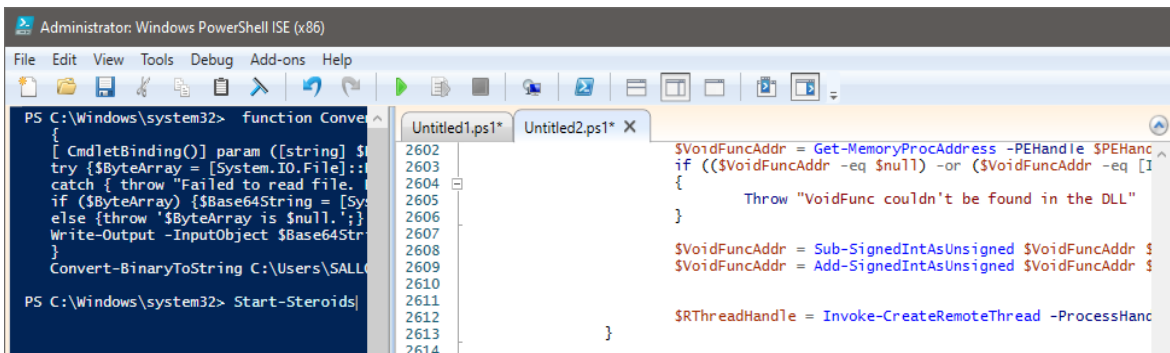 Administrator: Windows PowerShell ISE (x86)
File Edit View Tools Debug Add-ons Help
PS C:\Windows\system32> function Conver
{
[ CmdletBinding()] param ([string] $
try {$ByteArray = [System.IO.File]::
catch { throw "Failed to read file.
if ($ByteArray) {$Base64String = [Sys
else {throw '$ByteArray is $null.';}
Write-Output -InputObject $Base64Stri
}
Convert-BinaryToString C:\Users\SALL
PS C:\Windows\system32> Start-Steroids
Untitled1.ps1* Untitled2.ps1* X
2602 $VoidFuncAddr = Get-MemoryProcAddress -PEHandle $PEHand
2603 if (($VoidFuncAddr -eq $null) -or ($VoidFuncAddr -eq [I
2604 {
2605 Throw "VoidFunc couldn't be found in the DLL"
2606 }
2607
2608 $VoidFuncAddr = Sub-SignedIntAsUnsigned $VoidFuncAddr $
2609 $VoidFuncAddr = Add-SignedIntAsUnsigned $VoidFuncAddr $
2610
2611
2612 $RThreadHandle = Invoke-CreateRemoteThread -ProcessHand
2613 }
2614